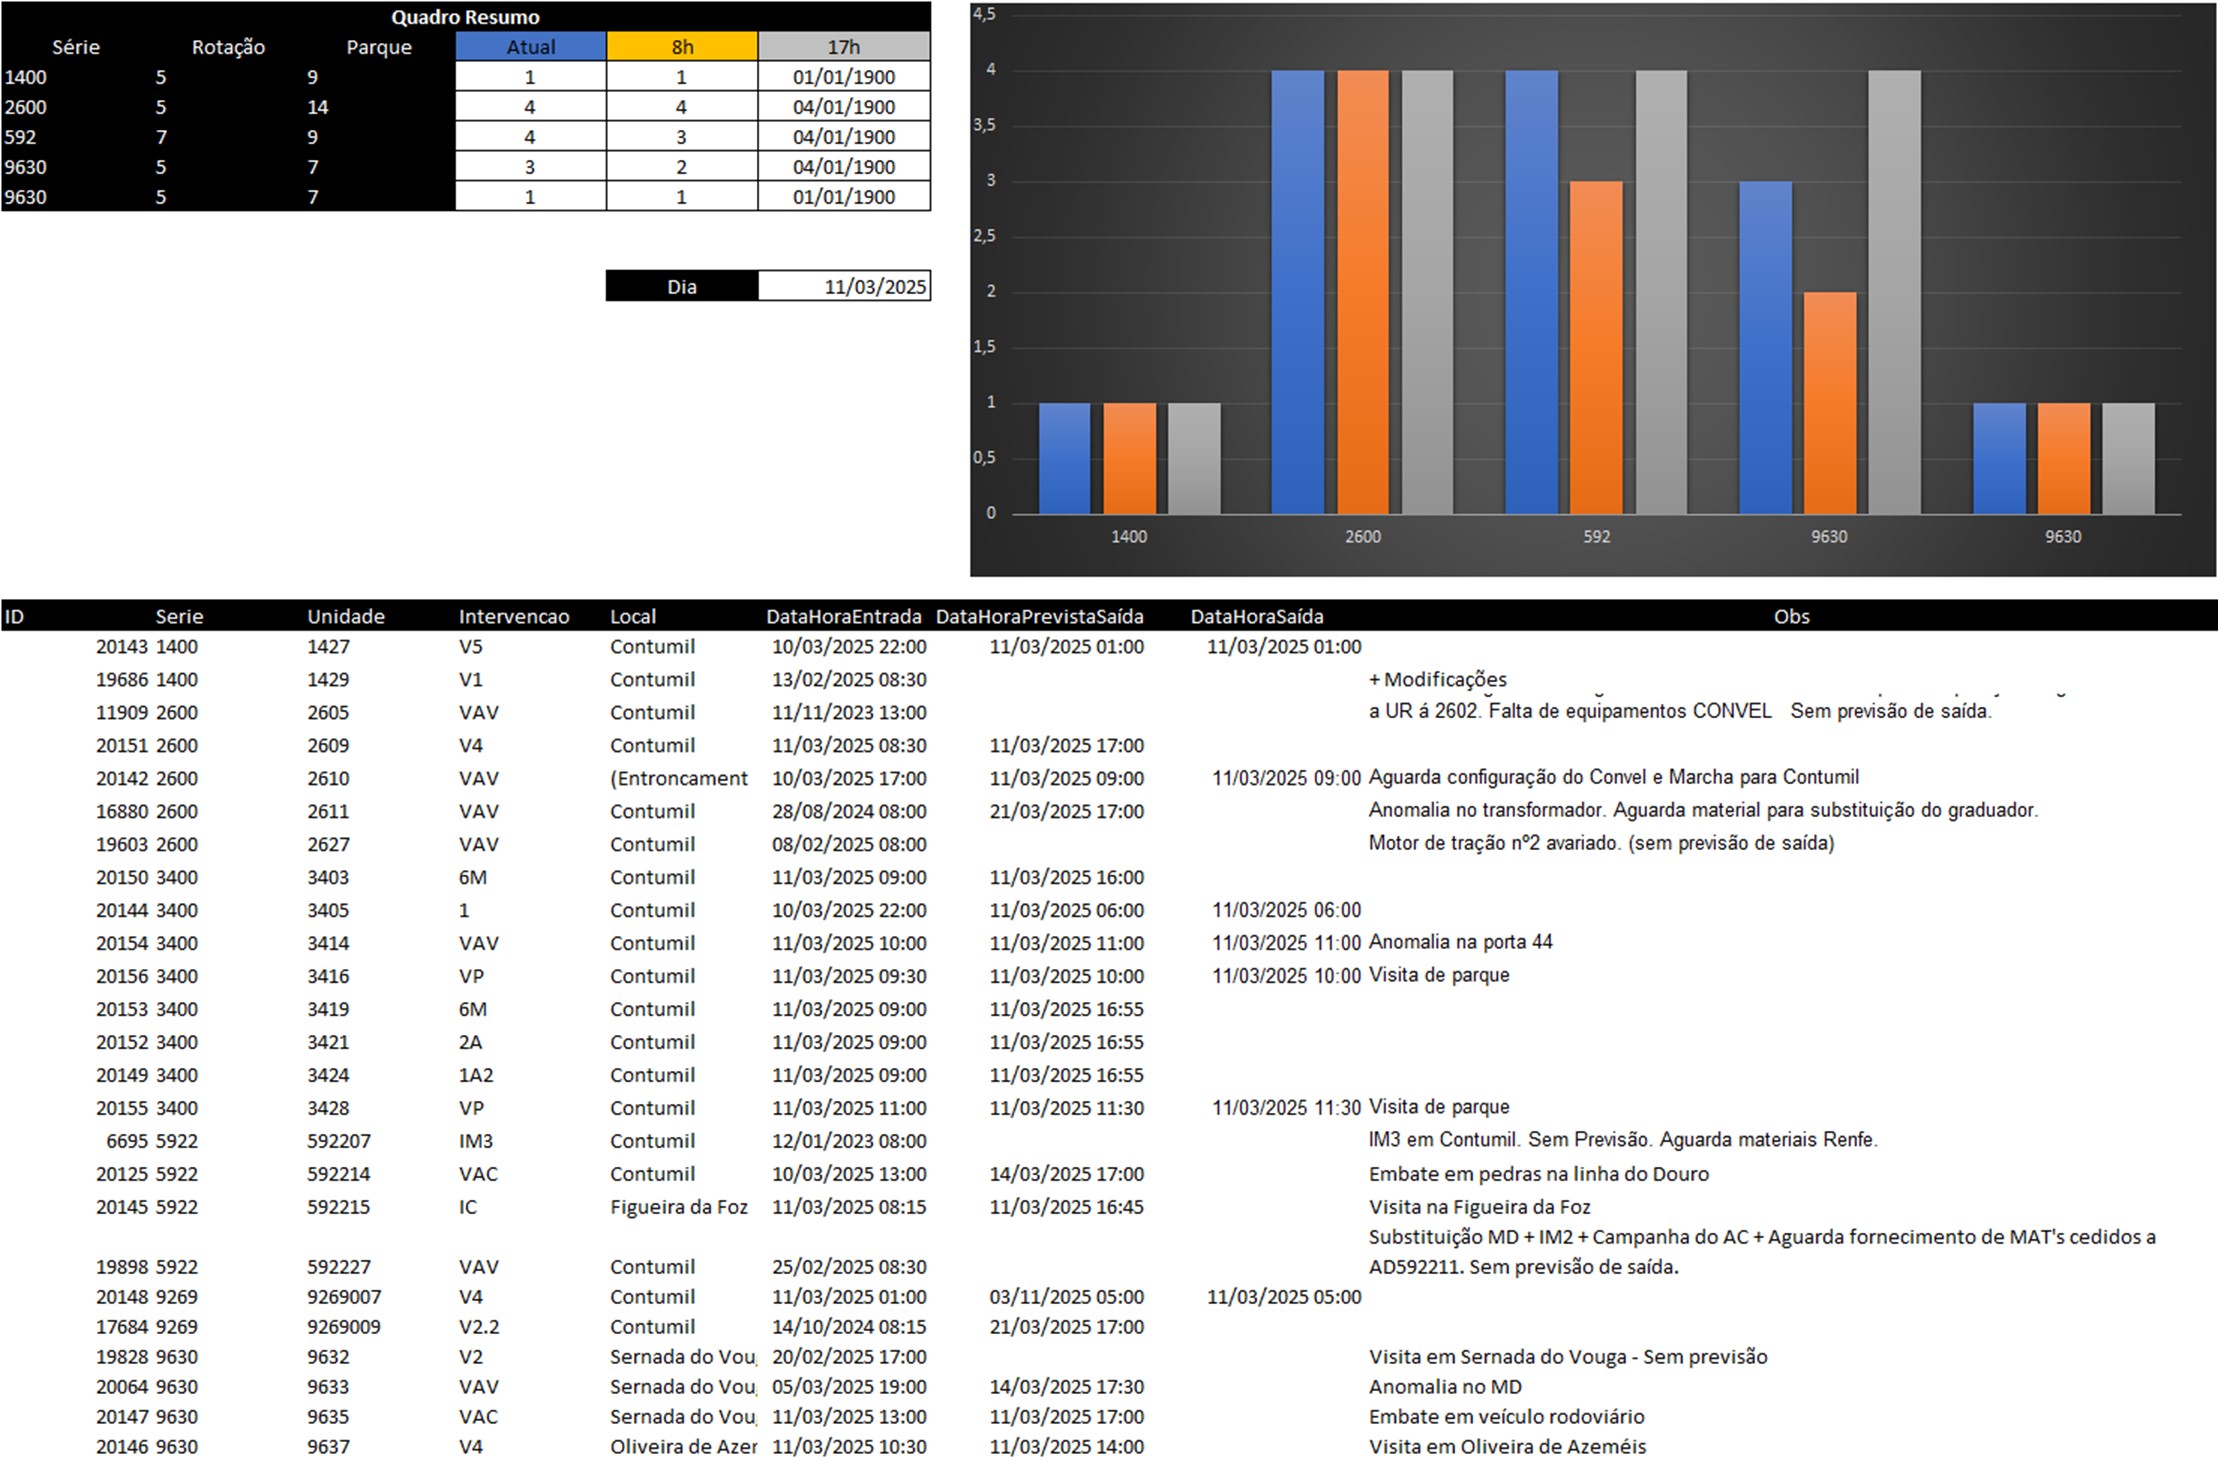 Quadro Resumo
Série Rotação Parque Atual 8h 17h
1400 5 9 1 1 01/01/1900
2600 5 14 4 4 04/01/1900
592 7 9 4 3 04/01/1900
9630 5 7 3 2 04/01/1900
9630 5 7 1 1 01/01/1900
Dia 11/03/2025
4,5
4
3,5
3
2,5
2
1,5
1
0,5
0
1400 2600 592 9630 9630
ID Serie Unidade Intervencao Local DataHoraEntrada DataHoraPrevistaSaída DataHoraSaída Obs
20143 1400 1427 V5 Contumil 10/03/2025 22:00 11/03/2025 01:00 11/03/2025 01:00
19686 1400 1429 V1 Contumil 13/02/2025 08:30 + Modificações
11909 2600 2605 VAV Contumil 11/11/2023 13:00 a UR á 2602. Falta de equipamentos CONVEL Sem previsão de saída.
20151 2600 2609 V4 Contumil 11/03/2025 08:30 11/03/2025 17:00
20142 2600 2610 VAV (Entroncament 10/03/2025 17:00 11/03/2025 09:00 11/03/2025 09:00 Aguarda configuração do Convel e Marcha para Contumil
16880 2600 2611 VAV Contumil 28/08/2024 08:00 21/03/2025 17:00 Anomalia no transformador. Aguarda material para substituição do graduador.
19603 2600 2627 VAV Contumil 08/02/2025 08:00 Motor de tração nº2 avariado. (sem previsão de saída)
20150 3400 3403 6M Contumil 11/03/2025 09:00 11/03/2025 16:00
20144 3400 3405 1 Contumil 10/03/2025 22:00 11/03/2025 06:00 11/03/2025 06:00
20154 3400 3414 VAV Contumil 11/03/2025 10:00 11/03/2025 11:00 11/03/2025 11:00 Anomalia na porta 44
20156 3400 3416 VP Contumil 11/03/2025 09:30 11/03/2025 10:00 11/03/2025 10:00 Visita de parque
20153 3400 3419 6M Contumil 11/03/2025 09:00 11/03/2025 16:55
20152 3400 3421 2A Contumil 11/03/2025 09:00 11/03/2025 16:55
20149 3400 3424 1A2 Contumil 11/03/2025 09:00 11/03/2025 16:55
20155 3400 3428 VP Contumil 11/03/2025 11:00 11/03/2025 11:30 11/03/2025 11:30 Visita de parque
6695 5922 592207 IM3 Contumil 12/01/2023 08:00 IM3 em Contumil. Sem Previsão. Aguarda materiais Renfe.
20125 5922 592214 VAC Contumil 10/03/2025 13:00 14/03/2025 17:00 Embate em pedras na linha do Douro
20145 5922 592215 IC Figueira da Foz 11/03/2025 08:15 11/03/2025 16:45 Visita na Figueira da Foz
Substituição MD + IM2 + Campanha do AC + Aguarda fornecimento de MAT's cedidos a
19898 5922 592227 VAV Contumil 25/02/2025 08:30 AD592211. Sem previsão de saída.
20148 9269 9269007 V4 Contumil 11/03/2025 01:00 03/11/2025 05:00 11/03/2025 05:00
17684 9269 9269009 V2.2 Contumil 14/10/2024 08:15 21/03/2025 17:00
19828 9630 9632 V2 Sernada do Vou 20/02/2025 17:00 Visita em Sernada do Vouga - Sem previsão
20064 9630 9633 VAV Sernada do Vou 05/03/2025 19:00 14/03/2025 17:30 Anomalia no MD
20147 9630 9635 VAC Sernada do Vou 11/03/2025 13:00 11/03/2025 17:00 Embate em veículo rodoviário
20146 9630 9637 V4 Oliveira de Azer 11/03/2025 10:30 11/03/2025 14:00 Visita em Oliveira de Azeméis